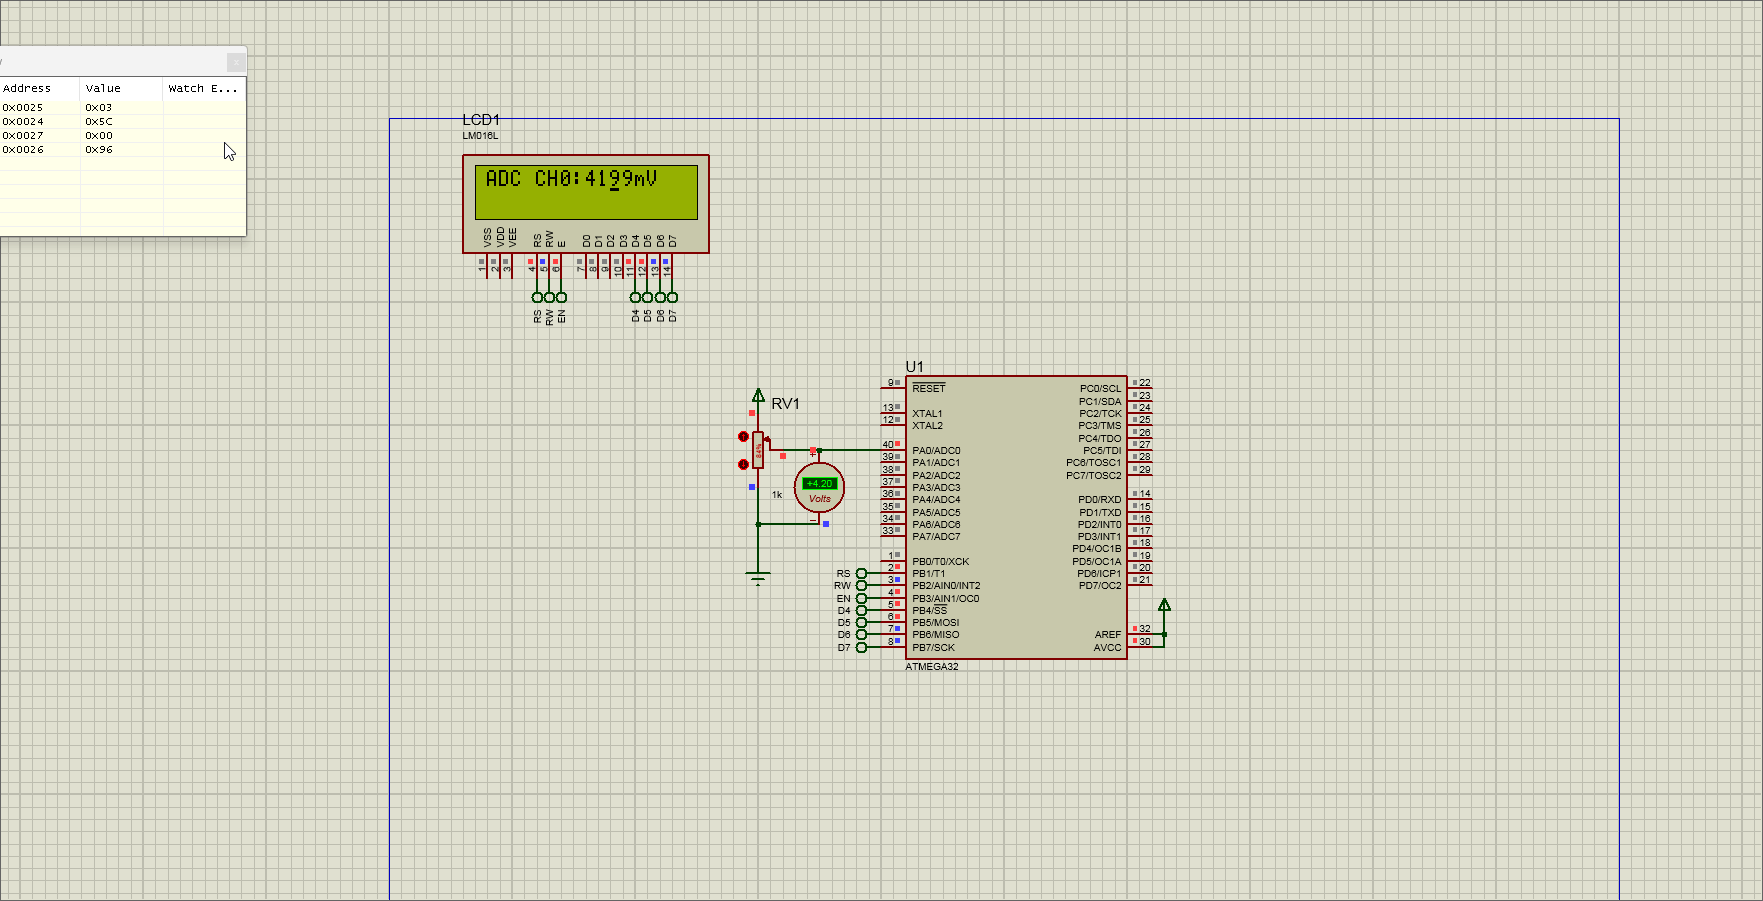 Address Value Watch E...
0x0025 0x03
0x0024 0x5C
0x0027 0x00
0x0026 0x96
LCD1
LM016L
ADC CH0:4199mV
VSS VDD VEE RS RW E D0 D1 D2 D3 D4 D5 D6 D7
1 2 3 4 5 6 7 8 9 10 11 12 13 14
RS RW EN D4 D5 D6 D7
RV1
84%
1k
+4.20
Volts
U1
9 RESET PC0/SCL 22
PC1/SDA 23
13 XTAL1 PC2/TCK 24
12 XTAL2 PC3/TMS 25
PC4/TDO 26
40 PA0/ADC0 PC5/TDI 27
39 PA1/ADC1 PC6/TOSC1 28
38 PA2/ADC2 PC7/TOSC2 29
37 PA3/ADC3
36 PA4/ADC4 PD0/RXD 14
35 PA5/ADC5 PD1/TXD 15
34 PA6/ADC6 PD2/INT0 16
33 PA7/ADC7 PD3/INT1 17
PD4/OC1B 18
1 PB0/T0/XCK PD5/OC1A 19
RS 2 PB1/T1 PD6/ICP1 20
RW 3 PB2/AIN0/INT2 PD7/OC2 21
EN 4 PB3/AIN1/OC0
D4 5 PB4/SS
D5 6 PB5/MOSI
D6 7 PB6/MISO AREF 32
D7 8 PB7/SCK AVCC 30
ATMEGA32